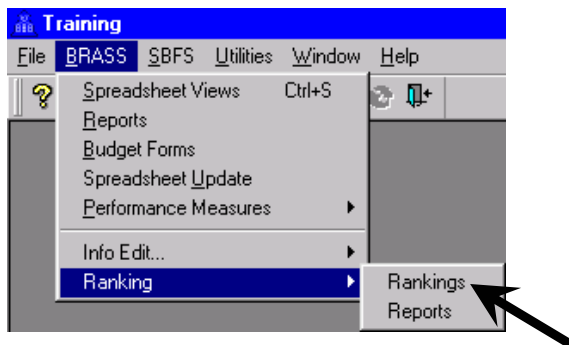 Training
File BRASS SBFS Utilities Window Help
Spreadsheet Views Ctrl+S
Reports
Budget Forms
Spreadsheet Update
Performance Measures
Info Edit...
Ranking
Rankings
Reports